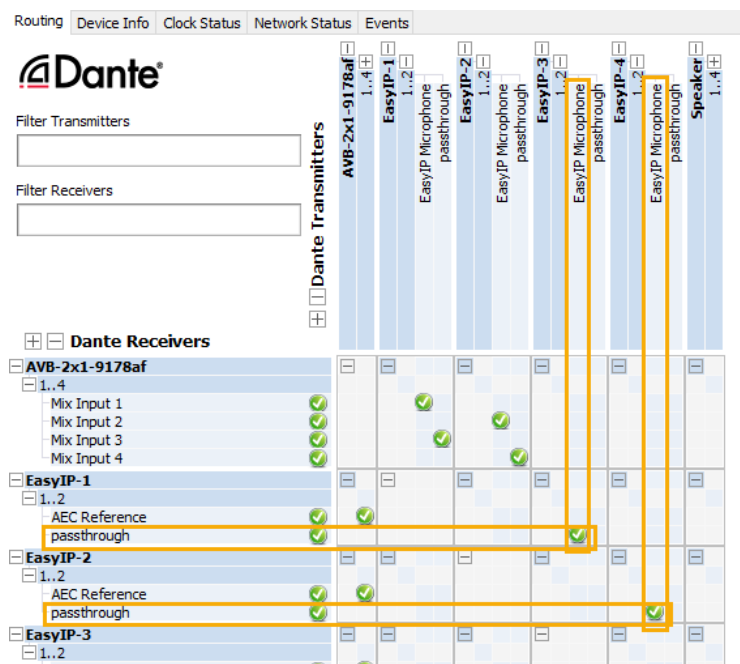 Routing Device Info Clock Status Network Status Events
Dante®
Filter Transmitters
Filter Receivers
Dante Transmitters
AVB-2x1-9178af
1..4
EasyIP-1
1..2
EasyIP Microphone
passthrough
EasyIP-2
1..2
EasyIP Microphone
passthrough
EasyIP-3
1..2
EasyIP Microphone
passthrough
EasyIP-4
1..2
EasyIP Microphone
passthrough
Speaker
1..4
Dante Receivers
AVB-2x1-9178af
1..4
Mix Input 1
Mix Input 2
Mix Input 3
Mix Input 4
EasyIP-1
1..2
AEC Reference
passthrough
EasyIP-2
1..2
AEC Reference
passthrough
EasyIP-3
1..2